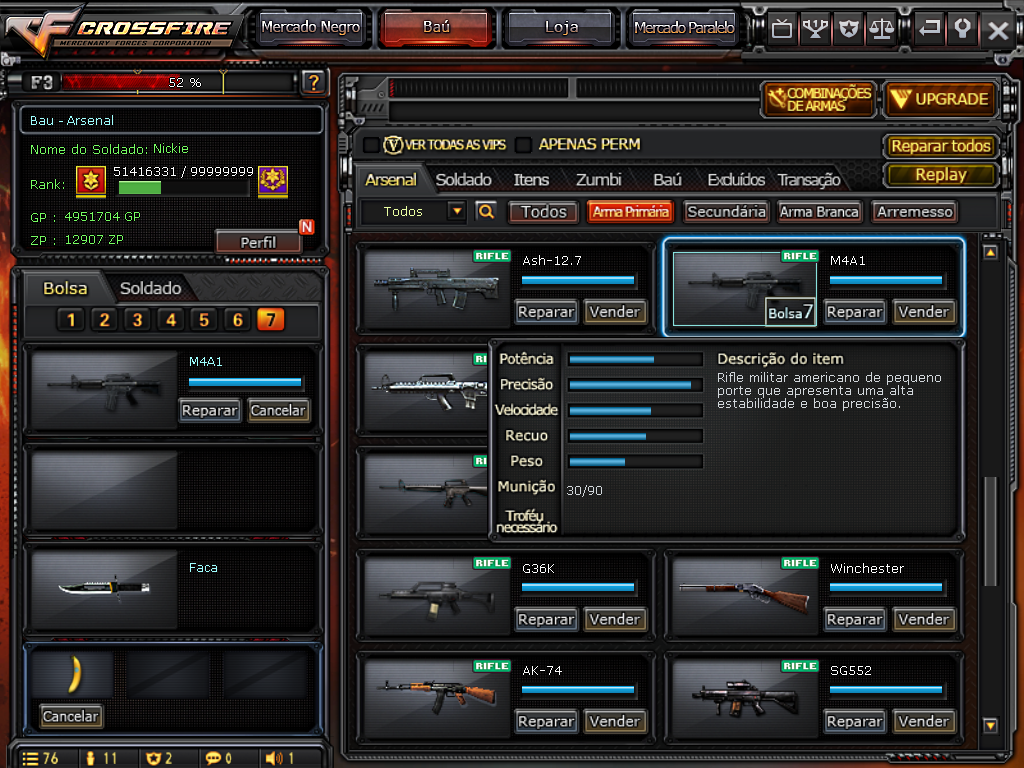 CROSSFIRE
MERCENARY FORCES CORPORATION
Mercado Negro
Baú
Loja
Mercado Paralelo
F3
52 %
?
Bau - Arsenal
Nome do Soldado: Nickie
Rank:
51416331 / 99999999
GP : 4951704 GP
ZP : 12907 ZP
N
Perfil
Bolsa
Soldado
1 2 3 4 5 6 7
M4A1
Reparar
Cancelar
Faca
Cancelar
76
11
2
0
1
COMBINAÇÕES
DE ARMAS
UPGRADE
V VER TODAS AS VIPS
APENAS PERM
Reparar todos
Replay
Arsenal
Soldado
Itens
Zumbi
Baú
Exduídos
Transação
Todos
Todos
Arma Primária
Secundária
Arma Branca
Arremesso
RIFLE
Ash-12.7
Reparar
Vender
RIFLE
M4A1
Bolsa7
Reparar
Vender
RI
RI
Potência
Precisão
Velocidade
Recuo
Peso
Munição
30/90
Troféu
necessário
Descrição do item
Rifle militar americano de pequeno
porte que apresenta uma alta
estabilidade e boa precisão.
RIFLE
G36K
Reparar
Vender
RIFLE
Winchester
Reparar
Vender
RIFLE
AK-74
Reparar
Vender
RIFLE
SG552
Reparar
Vender